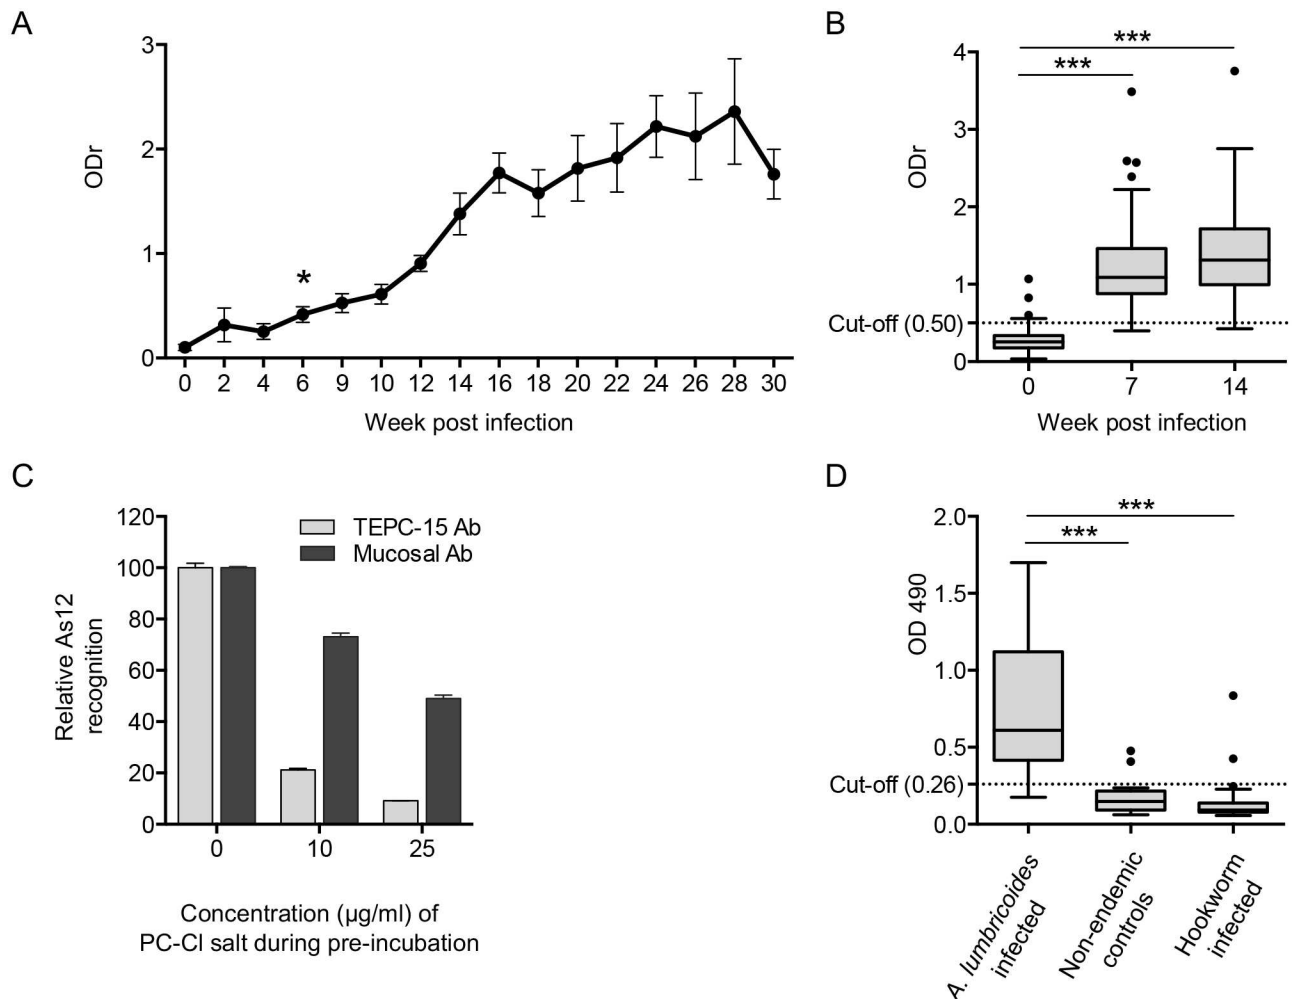 A
3
2
1
0
ODr
*
0 2 4 6 9 10 12 14 16 18 20 22 24 26 28 30
Week post infection
B
***
***
4
3
2
1
0
ODr
Cut-off (0.50)
0 7 14
Week post infection
C
120
100
80
60
40
20
0
Relative As12
recognition
TEPC-15 Ab
Mucosal Ab
0 10 25
Concentration (µg/ml) of
PC-Cl salt during pre-incubation
D
***
***
2.0
1.5
1.0
0.5
0.0
OD 490
Cut-off (0.26)
A. lumbricoides
infected
Non-endemic
controls
Hookworm
infected